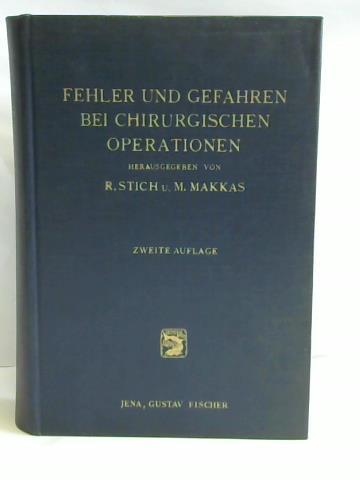 FEHLER UND GEFAHREN
BEI CHIRURGISCHEN
OPERATIONEN
HERAUSGEGEBEN VON
R. STICH U. M. MAKKAS
ZWEITE AUFLAGE
JENA, GUSTAV FISCHER